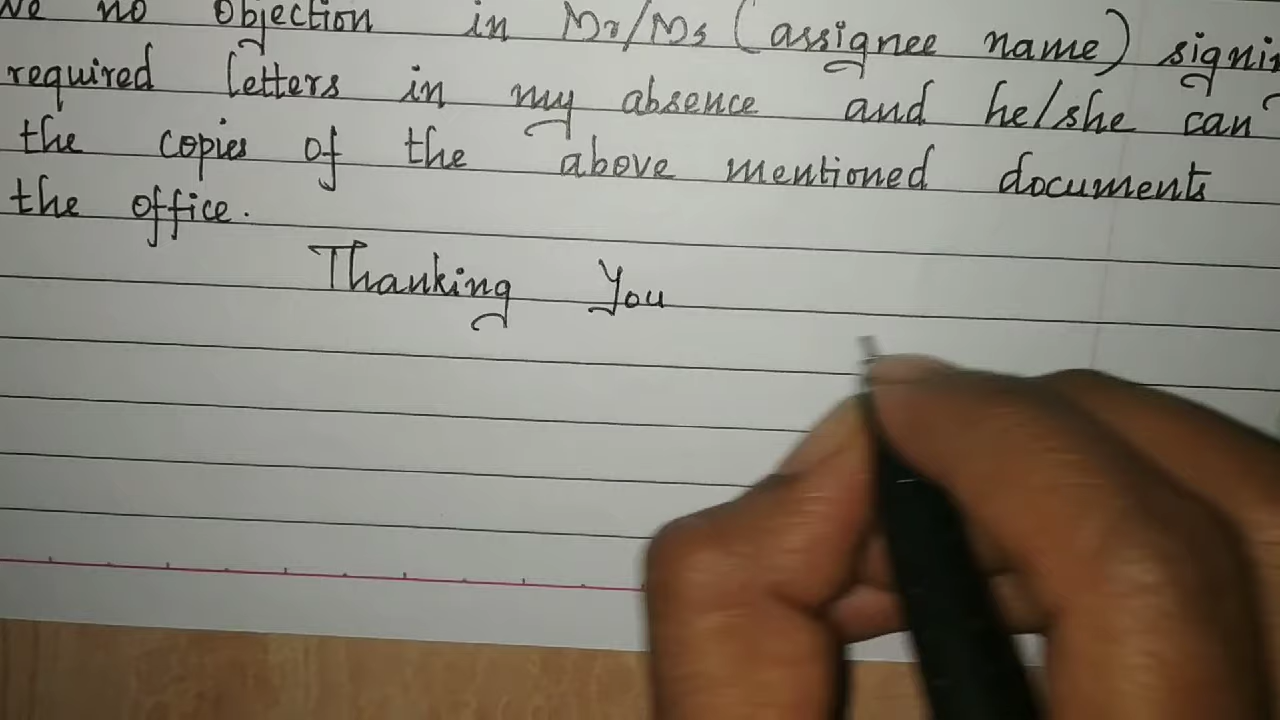 no objection in Mr/Ms (assignee name)
required letters in my absence and he/she can
the copies of the above mentioned documents
the office.
Thanking You